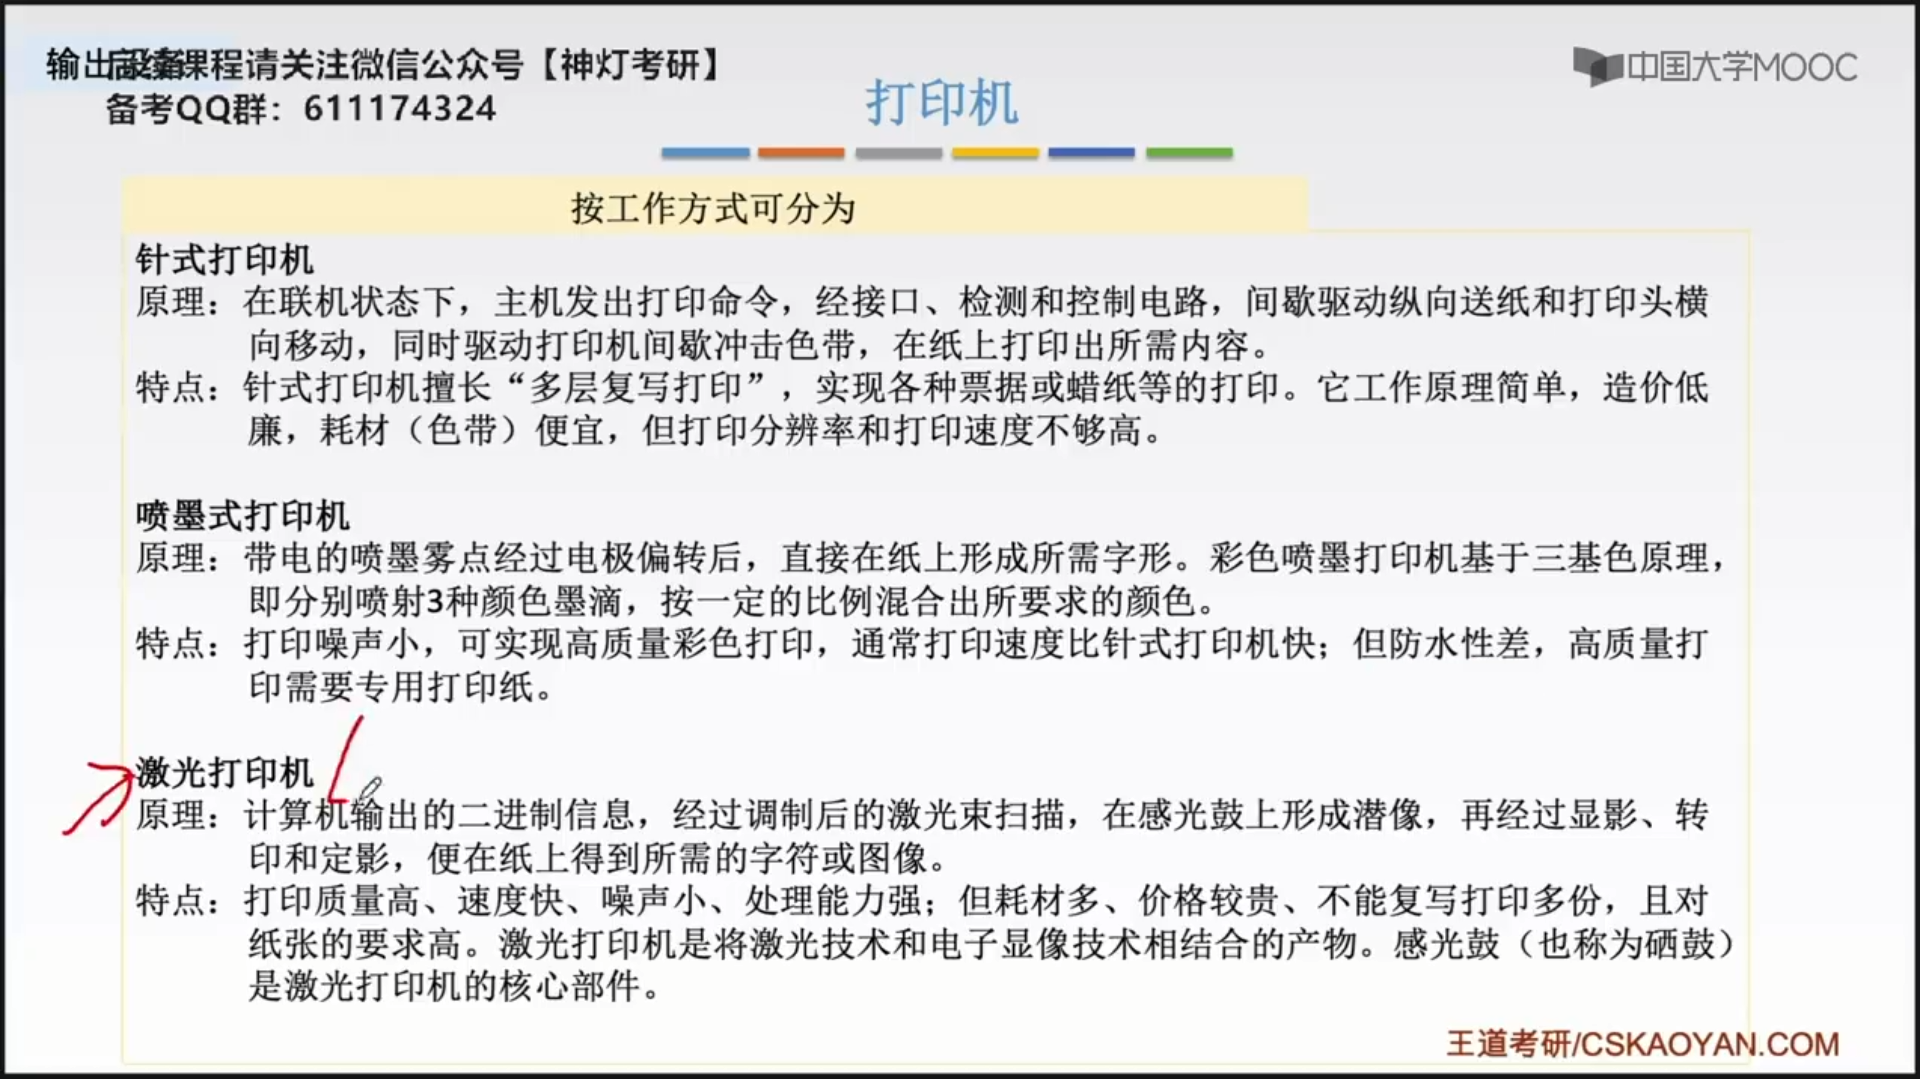 输出设备课程请关注微信公众号【神灯考研】
备考QQ群：611174324
中国大学MOOC
打印机
按工作方式可分为
针式打印机
原理：在联机状态下，主机发出打印命令，经接口、检测和控制电路，间歇驱动纵向送纸和打印头横
向移动，同时驱动打印机间歇冲击色带，在纸上打印出所需内容。
特点：针式打印机擅长“多层复写打印”，实现各种票据或蜡纸等的打印。它工作原理简单，造价低
廉，耗材（色带）便宜，但打印分辨率和打印速度不够高。
喷墨式打印机
原理：带电的喷墨雾点经过电极偏转后，直接在纸上形成所需字形。彩色喷墨打印机基于三基色原理，
即分别喷射3种颜色墨滴，按一定的比例混合出所要求的颜色。
特点：打印噪声小，可实现高质量彩色打印，通常打印速度比针式打印机快；但防水性差，高质量打
印需要专用打印纸。
激光打印机
原理：计算机输出的二进制信息，经过调制后的激光束扫描，在感光鼓上形成潜像，再经过显影、转
印和定影，便在纸上得到所需的字符或图像。
特点：打印质量高、速度快、噪声小、处理能力强；但耗材多、价格较贵、不能复写打印多份，且对
纸张的要求高。激光打印机是将激光技术和电子显像技术相结合的产物。感光鼓（也称为硒鼓）
是激光打印机的核心部件。
王道考研/CSKAOYAN.COM